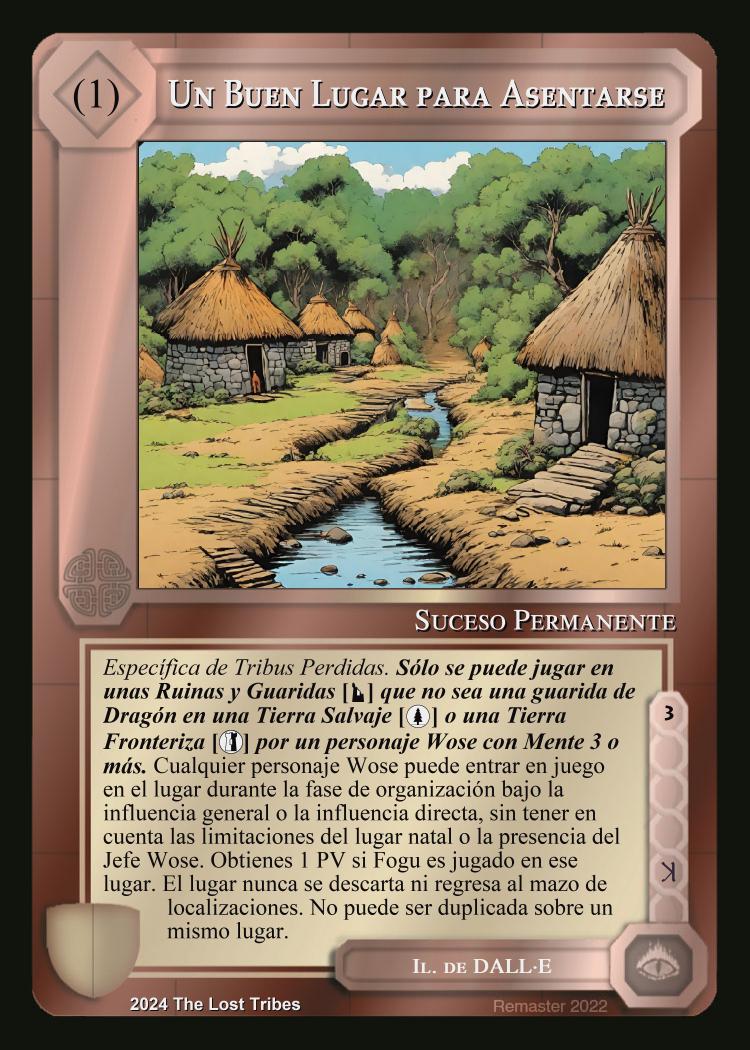 (1)
Un Buen Lugar para Asentarse
Suceso Permanente
Específica de Tribus Perdidas. Sólo se puede jugar en
unas Ruinas y Guaridas [] que no sea una guarida de
Dragón en una Tierra Salvaje [] o una Tierra
Fronteriza [] por un personaje Wose con Mente 3 o
más. Cualquier personaje Wose puede entrar en juego
en el lugar durante la fase de organización bajo la
influencia general o la influencia directa, sin tener en
cuenta las limitaciones del lugar natal o la presencia del
Jefe Wose. Obtienes 1 PV si Fogu es jugado en ese
lugar. El lugar nunca se descarta ni regresa al mazo de
localizaciones. No puede ser duplicada sobre un
mismo lugar.
3
Il. de DALL·E
2024 The Lost Tribes
Remaster 2022